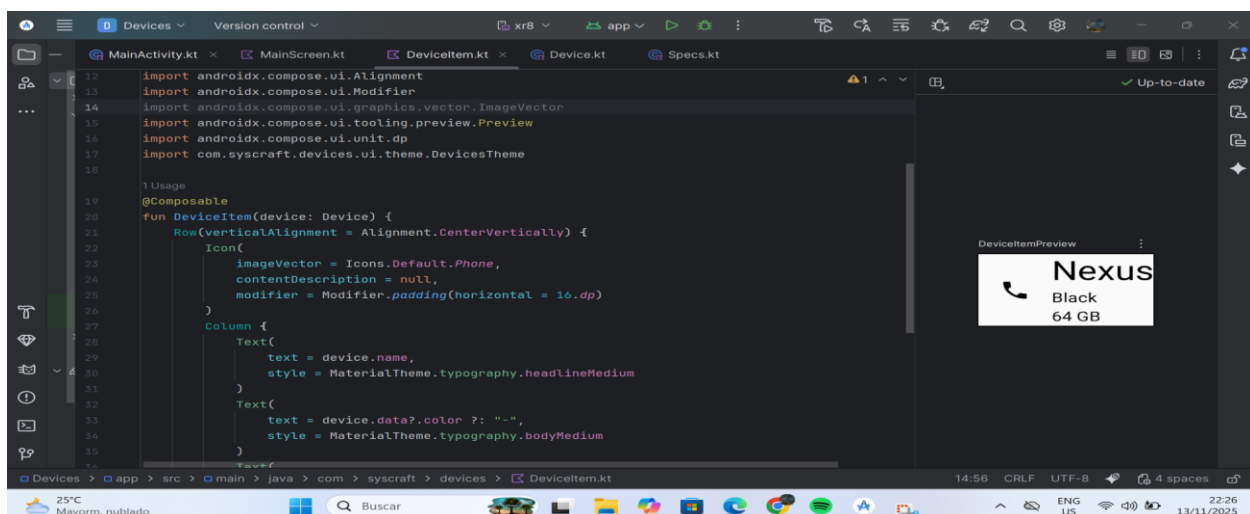 D Devices Version control xr8 app
MainActivity.kt MainScreen.kt DeviceItem.kt Device.kt Specs.kt
12 import androidx.compose.ui.Alignment
13 import androidx.compose.ui.Modifier
14 import androidx.compose.ui.graphics.vector.ImageVector
15 import androidx.compose.ui.tooling.preview.Preview
16 import androidx.compose.ui.unit.dp
17 import com.syscraft.devices.ui.theme.DevicesTheme
18
1 Usage
19 @Composable
20 fun DeviceItem(device: Device) {
21 Row(verticalAlignment = Alignment.CenterVertically) {
22 Icon(
23 imageVector = Icons.Default.Phone,
24 contentDescription = null,
25 modifier = Modifier.padding(horizontal = 16.dp)
26 )
27 Column {
28 Text(
29 text = device.name,
30 style = MaterialTheme.typography.headlineMedium
31 )
32 Text(
33 text = device.data?.color ?: "-",
34 style = MaterialTheme.typography.bodyMedium
35 )
36 Text(
1
Up-to-date
DeviceItemPreview
Nexus
Black
64 GB
Devices > app > src > main > java > com > syscraft > devices > DeviceItem.kt 14:56 CRLF UTF-8 4 spaces
25°C
Mayorm. nublado
Buscar
ENG
US
22:26
13/11/2025